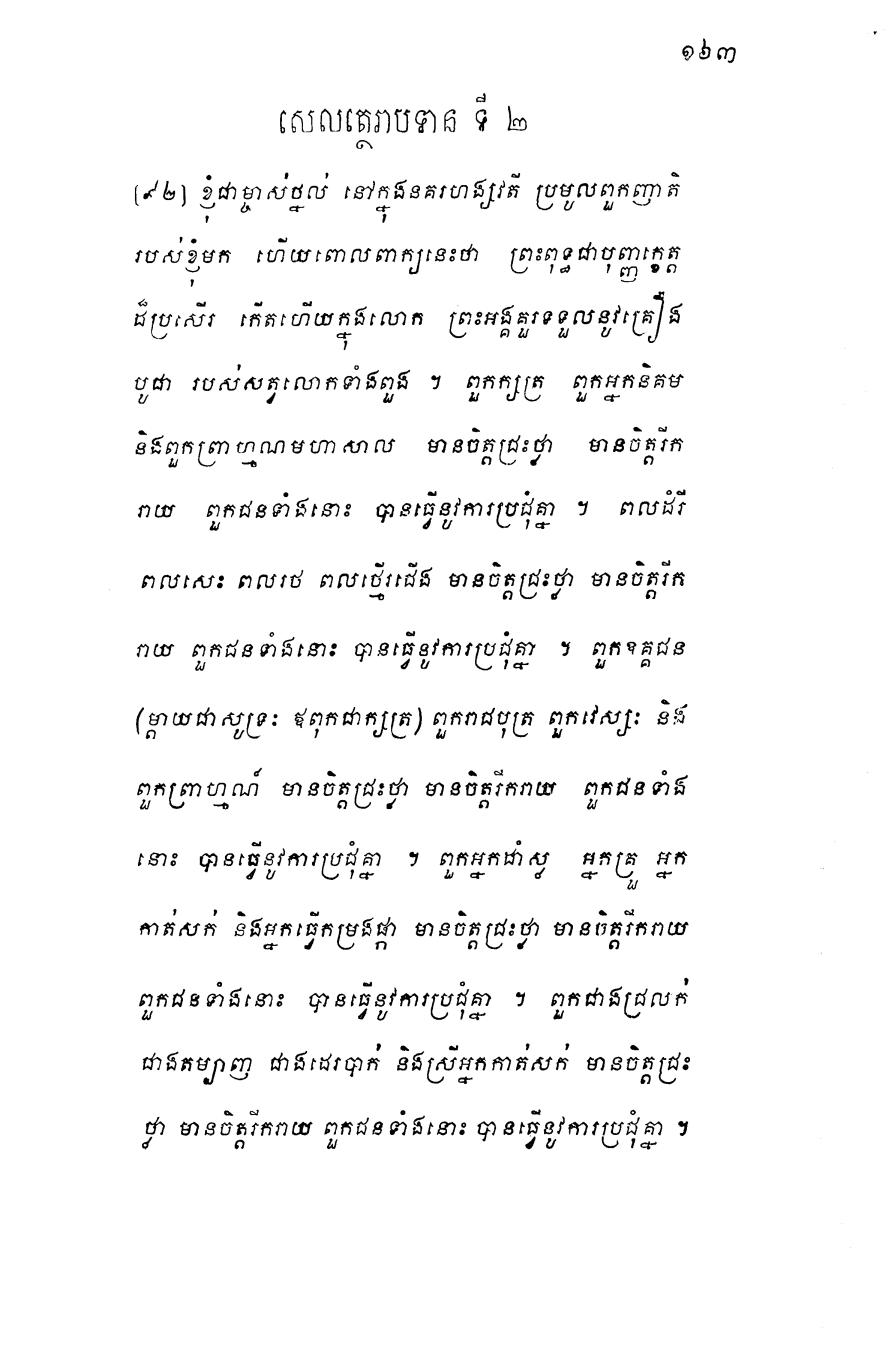 ១៦៣
សេលត្ថេរាបទាន ទី ២
[៩២] ខ្ញុំជាម្ចាស់ថ្នល់ នៅក្នុងនគរហង្សវតី ប្រមូលពួកញាតិ
របស់ខ្ញុំមក ហើយពោលពាក្យនេះថា ព្រះពុទ្ធជាបុញ្ញក្ខេត្ត
ដ៏ប្រសើរ កើតហើយក្នុងលោក ព្រះអង្គគួរទទួលនូវគ្រឿង
បូជា របស់សត្វលោកទាំងពួង ។ ពួកក្សត្រ ពួកអ្នកនិគម
និងពួកព្រាហ្មណមហាសាល មានចិត្តជ្រះថ្លា មានចិត្តរីក
រាយ ពួកជនទាំងនោះ បានធ្វើនូវការប្រជុំគ្នា ។ ពលដំរី
ពលសេះ ពលរថ ពលថ្មើរជើង មានចិត្តជ្រះថ្លា មានចិត្តរីក
រាយ ពួកជនទាំងនោះ បានធ្វើនូវការប្រជុំគ្នា ។ ពួកឧគ្គជន
(ម្តាយជាសូទ្រះ ឪពុកជាក្សត្រ) ពួករាជបុត្រ ពួកវេស្សៈ និង
ពួកព្រាហ្មណ៍ មានចិត្តជ្រះថ្លា មានចិត្តរីករាយ ពួកជនទាំង
នោះ បានធ្វើនូវការប្រជុំគ្នា ។ ពួកអ្នកដាំស្ល អ្នកគ្រួ អ្នក
កាត់សក់ និងអ្នកធ្វើកម្រងផ្កា មានចិត្តជ្រះថ្លា មានចិត្តរីករាយ
ពួកជនទាំងនោះ បានធ្វើនូវការប្រជុំគ្នា ។ ពួកជាងជ្រលក់
ជាងតម្បាញ ជាងដេរបាក់ និងស្រីអ្នកកាត់សក់ មានចិត្តជ្រះ
ថ្លា មានចិត្តរីករាយ ពួកជនទាំងនោះ បានធ្វើនូវការប្រជុំគ្នា ។